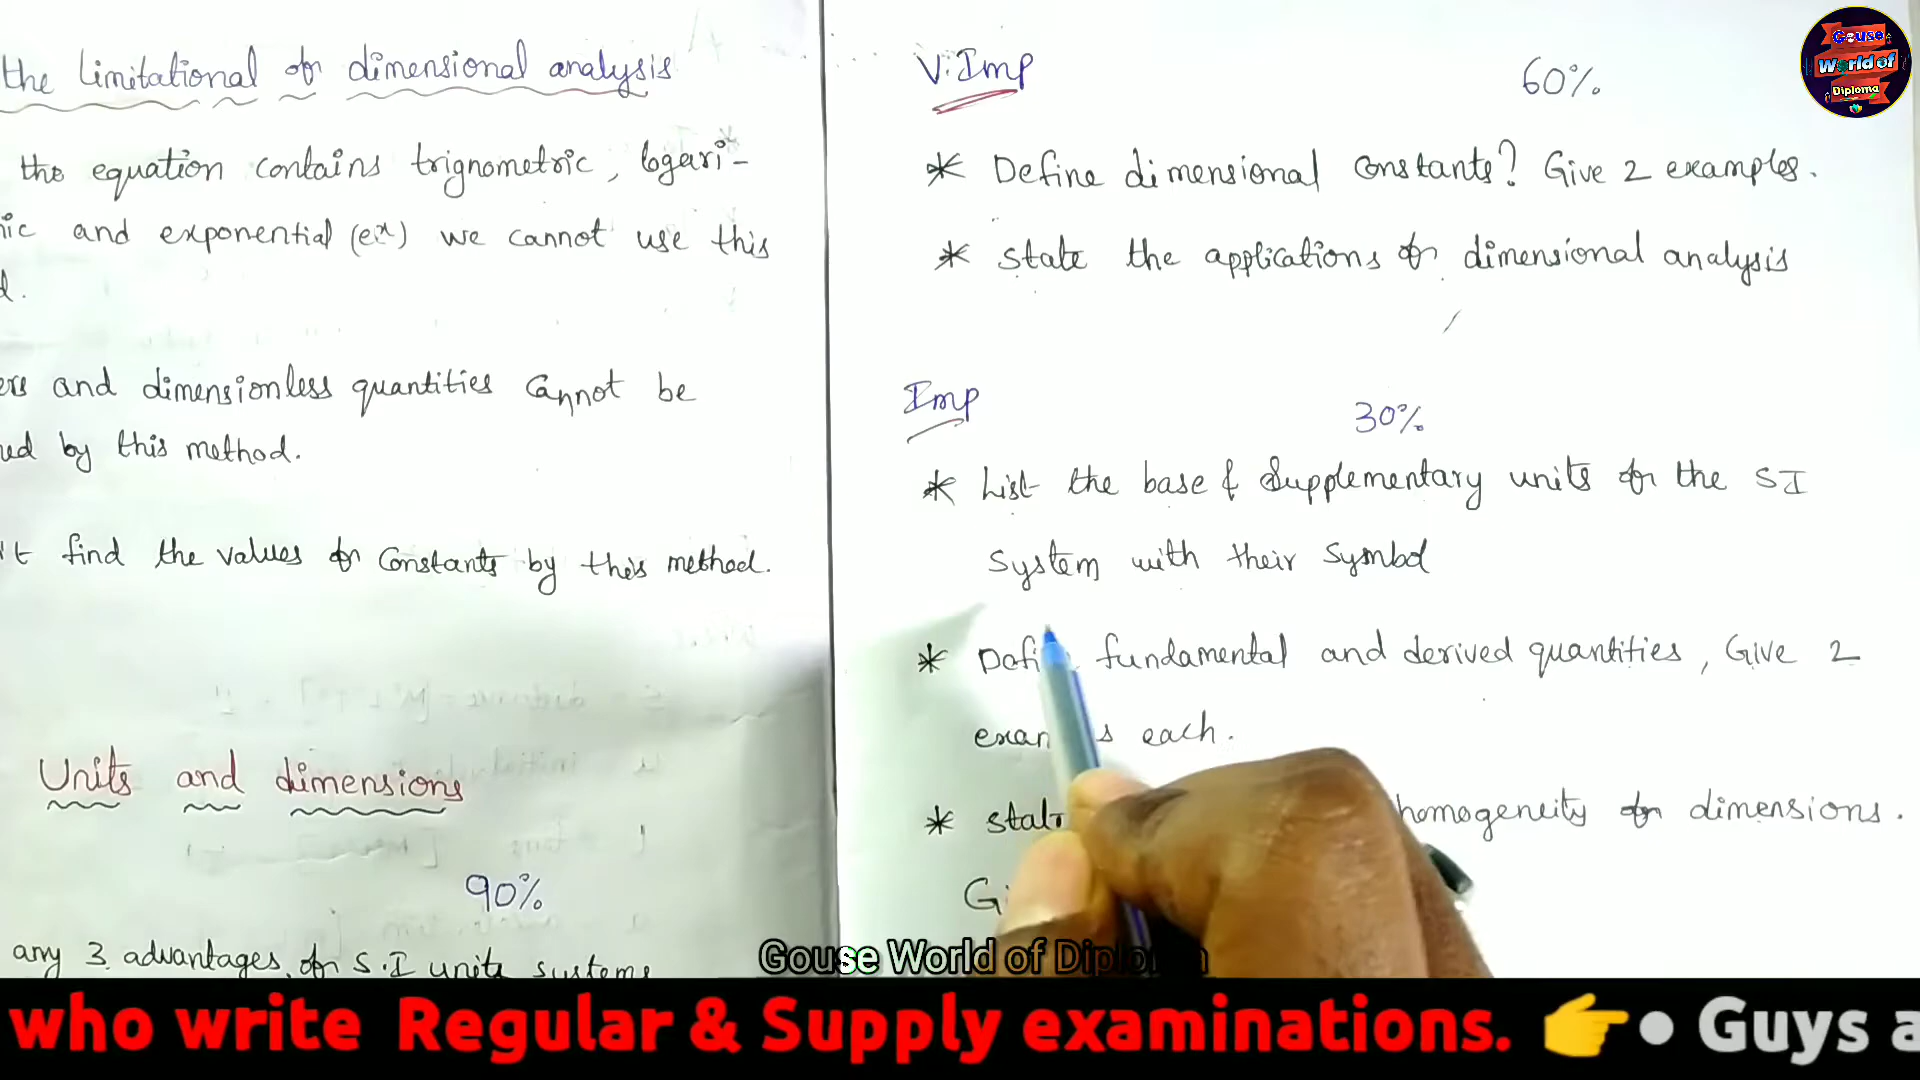 the limitational of dimensional analysis
the equation contains trignometric, logari-
ic and exponential (ex) we cannot use this
d.
ers and dimensionless quantities cannot be
ued by this method.
't find the values of constants by this method.
Units and dimensions
90%
any 3 advantages of S.I units systems
V. Imp
60%
* Define dimensional constants? Give 2 examples.
* state the applications of dimensional analysis
Imp
30%
* List the base & Supplementary units of the SI
system with their symbol
* Defi fundamental and derived quantities, Give 2
exam s each.
* stat homogeneity of dimensions.
Gi
Gouse World of Diploma
who write Regular & Supply examinations. 👉● Guys a
Gouse
World of
Diploma